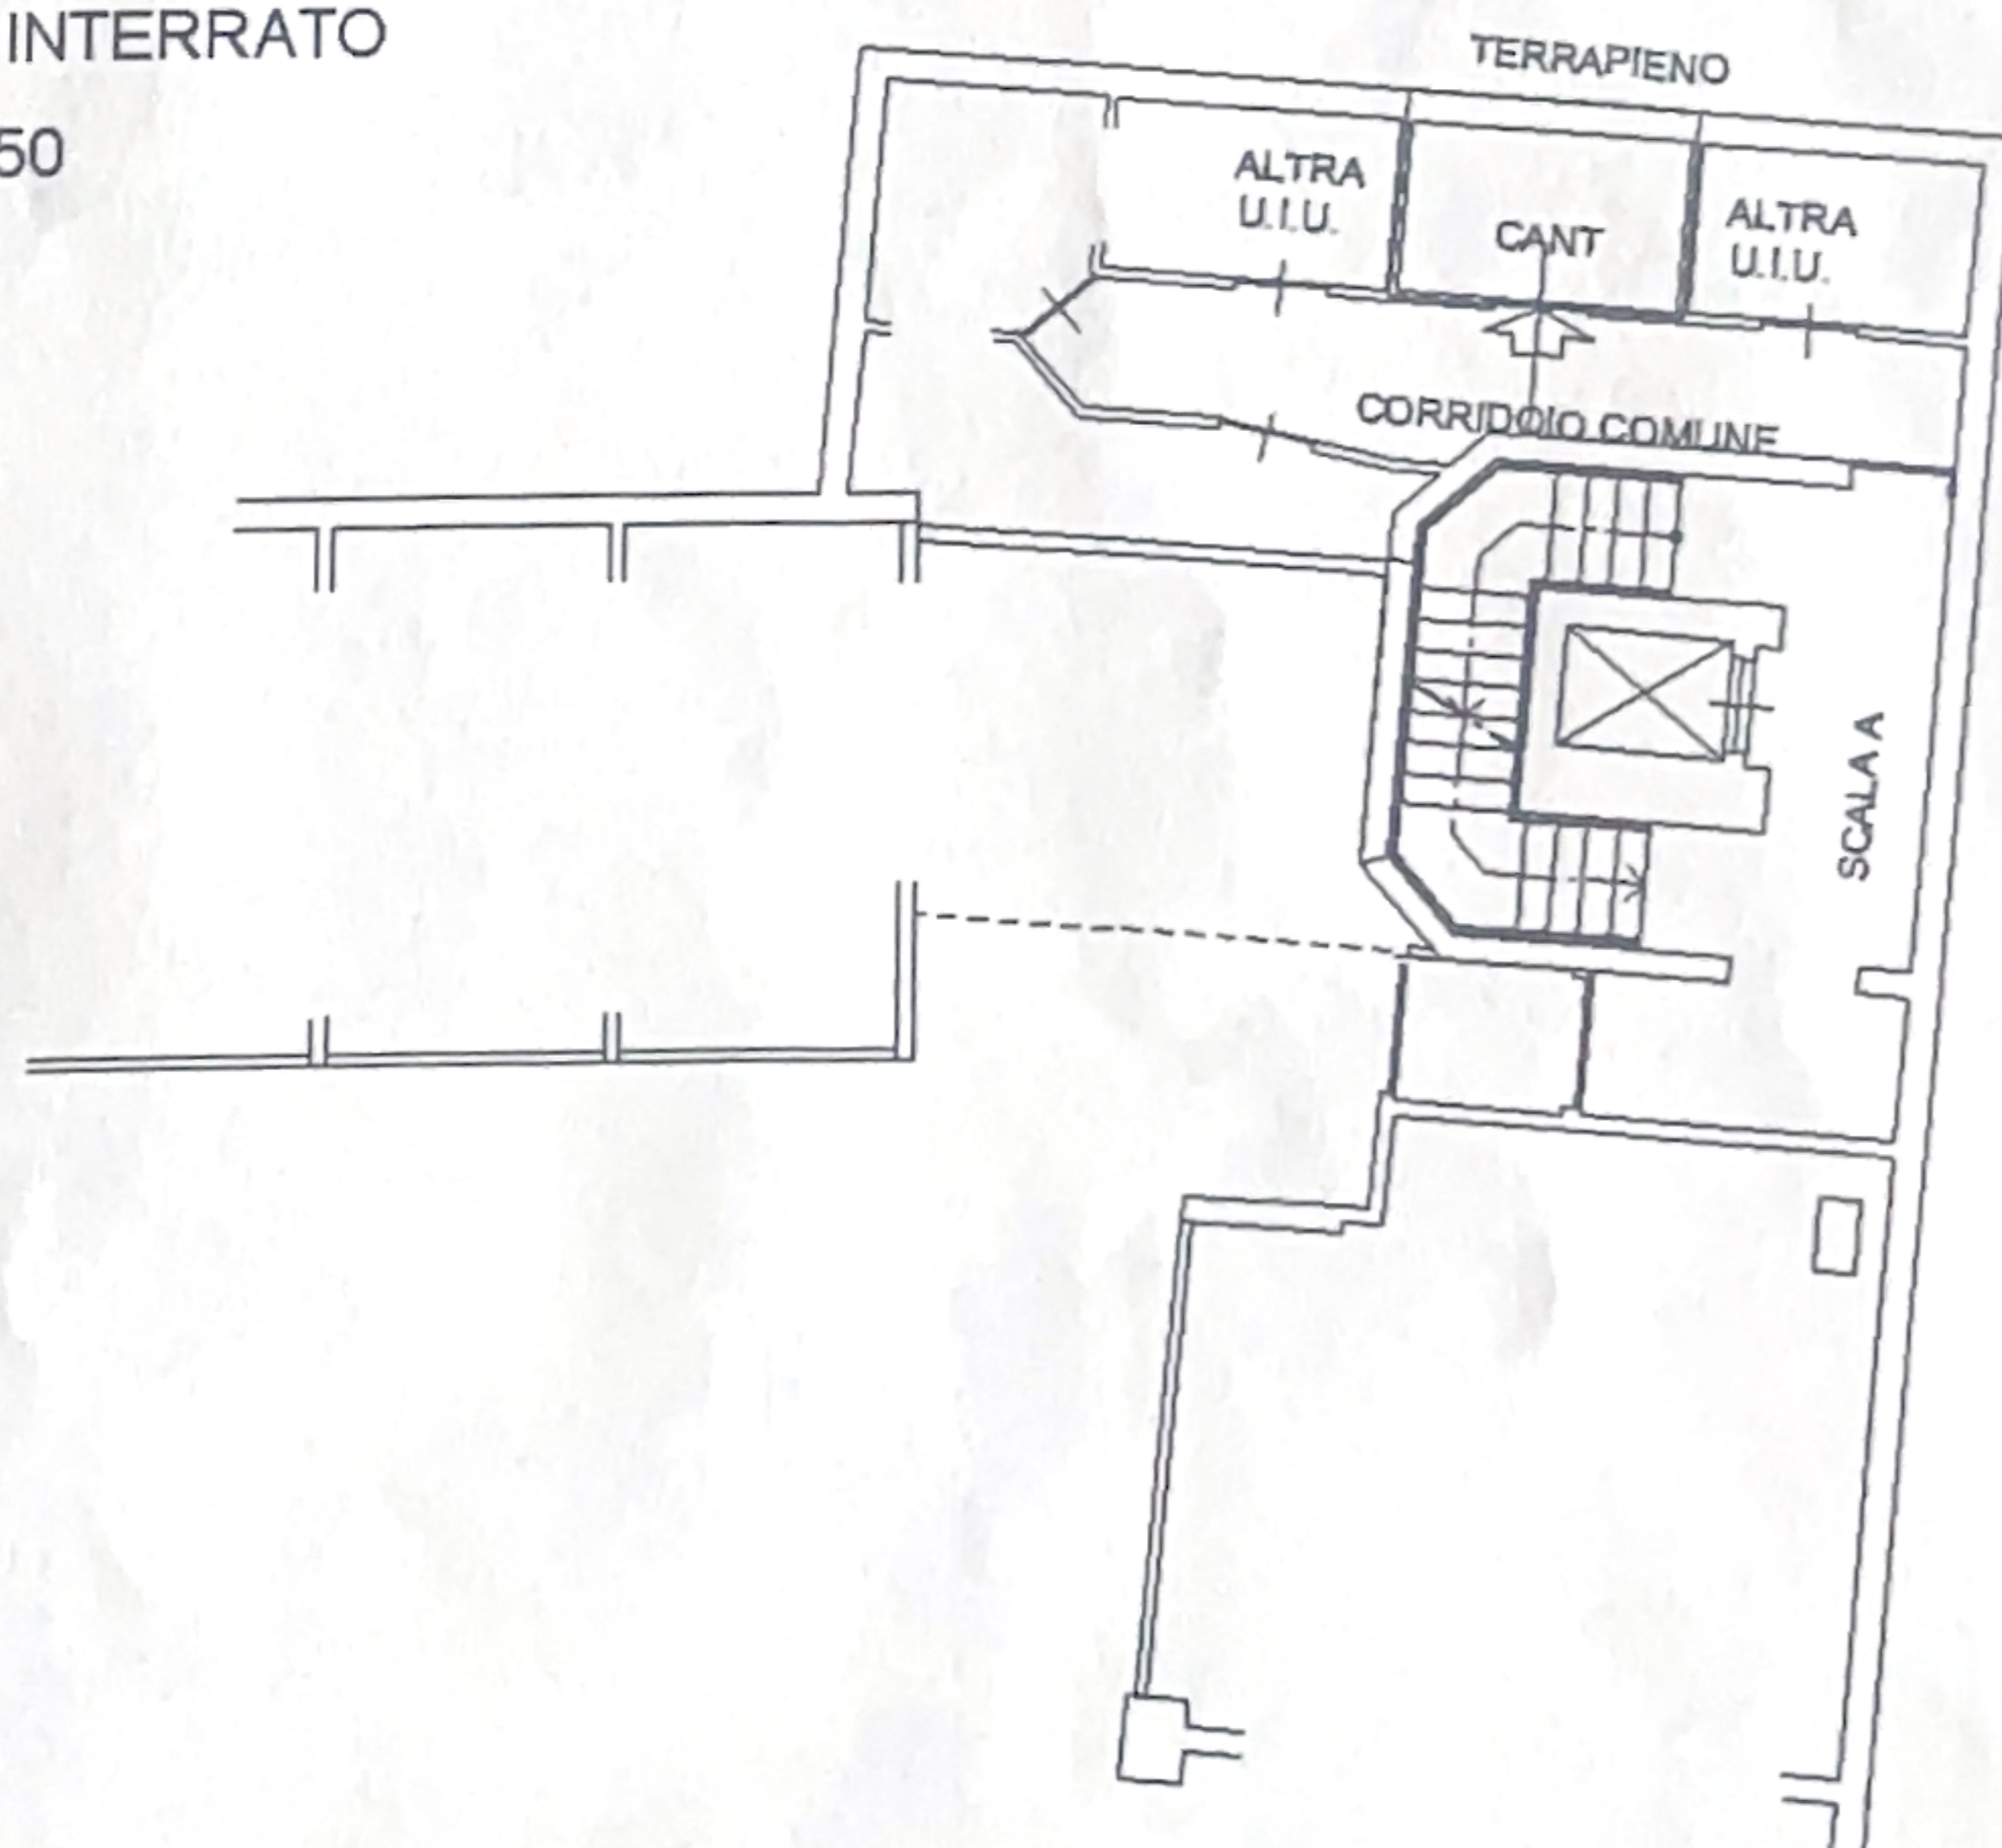 INTERRATO
50
TERRAPIENO
ALTRA
U.I.U.
CANT
ALTRA
U.I.U.
CORRIDOIO COMUNE
SCALA A